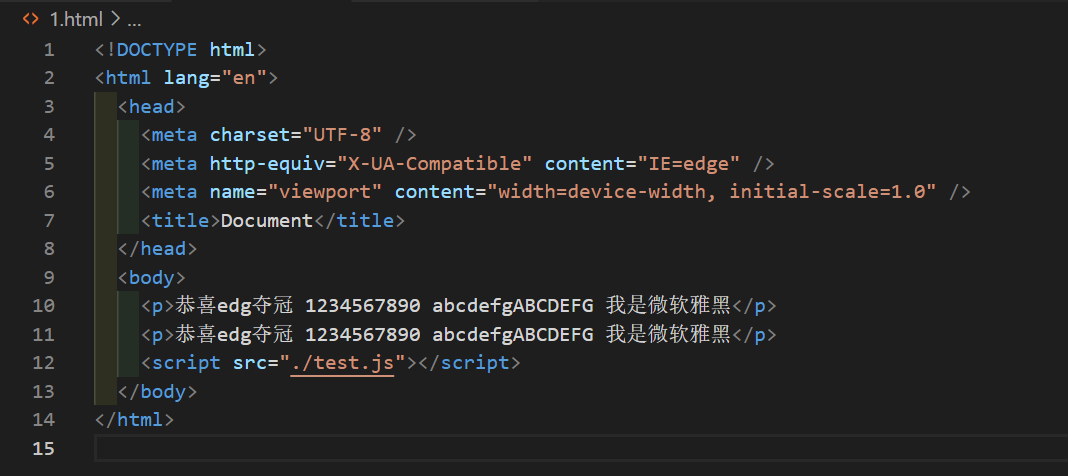 <> 1.html > ...
1 <!DOCTYPE html>
2 <html lang="en">
3 <head>
4 <meta charset="UTF-8" />
5 <meta http-equiv="X-UA-Compatible" content="IE=edge" />
6 <meta name="viewport" content="width=device-width, initial-scale=1.0" />
7 <title>Document</title>
8 </head>
9 <body>
10 <p>恭喜edg夺冠 1234567890 abcdefgABCDEFG 我是微软雅黑</p>
11 <p>恭喜edg夺冠 1234567890 abcdefgABCDEFG 我是微软雅黑</p>
12 <script src="./test.js"></script>
13 </body>
14 </html>
15